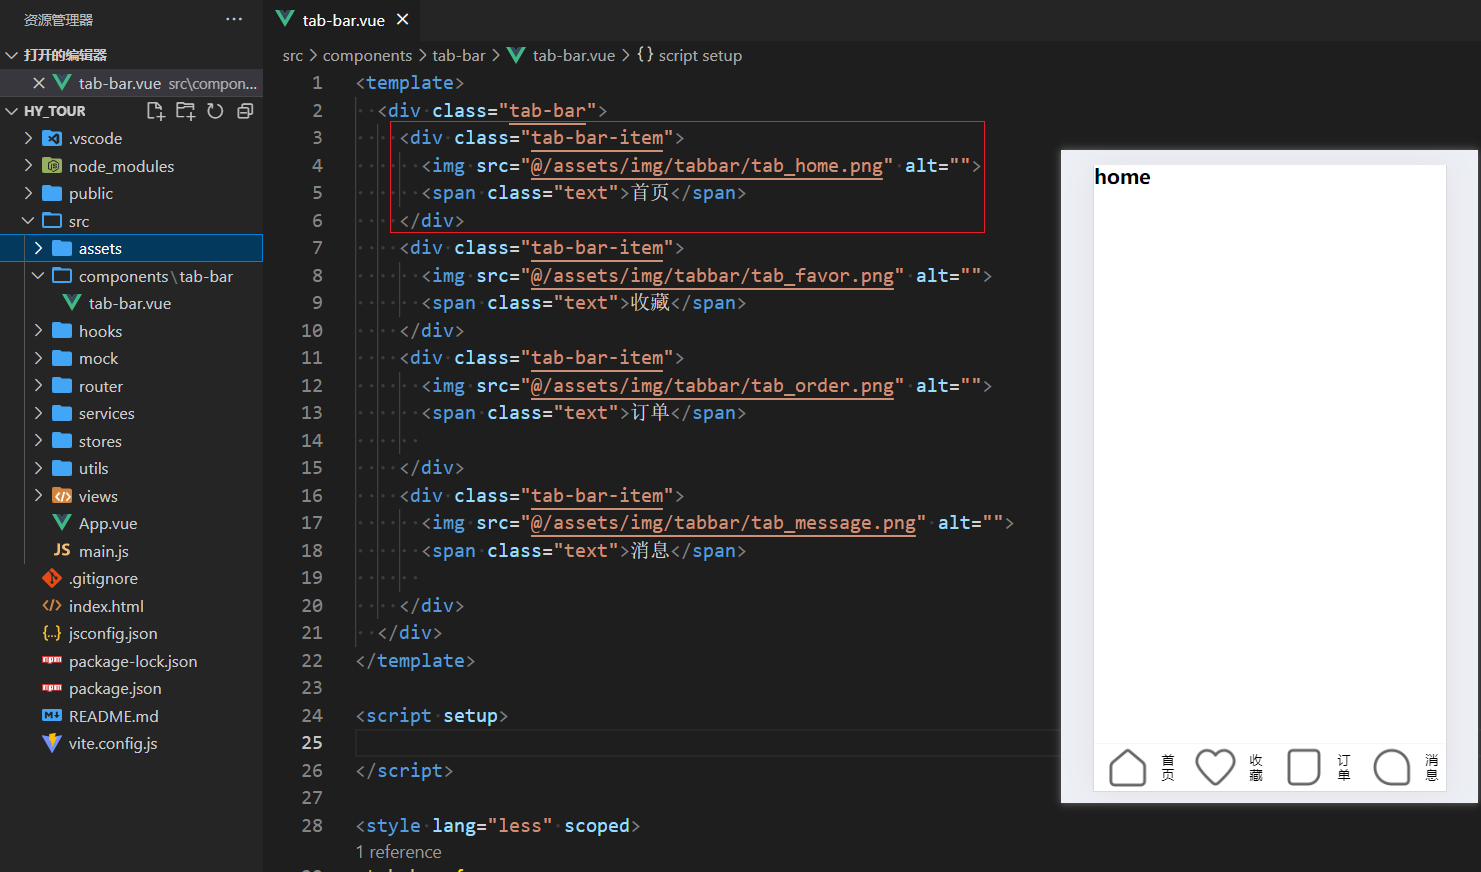 资源管理器
···
打开的编辑器
tab-bar.vue src\compon...
HY_TOUR
.vscode
node_modules
public
src
assets
components\tab-bar
tab-bar.vue
hooks
mock
router
services
stores
utils
views
App.vue
JS main.js
.gitignore
index.html
{..} jsconfig.json
npm package-lock.json
npm package.json
README.md
vite.config.js
tab-bar.vue
src > components > tab-bar > tab-bar.vue > {} script setup
1 <template>
2 <div class="tab-bar">
3 <div class="tab-bar-item">
4 <img src="@/assets/img/tabbar/tab_home.png" alt="">
5 <span class="text">首页</span>
6 </div>
7 <div class="tab-bar-item">
8 <img src="@/assets/img/tabbar/tab_favor.png" alt="">
9 <span class="text">收藏</span>
10 </div>
11 <div class="tab-bar-item">
12 <img src="@/assets/img/tabbar/tab_order.png" alt="">
13 <span class="text">订单</span>
14
15 </div>
16 <div class="tab-bar-item">
17 <img src="@/assets/img/tabbar/tab_message.png" alt="">
18 <span class="text">消息</span>
19
20 </div>
21 </div>
22 </template>
23
24 <script setup>
25
26 </script>
27
28 <style lang="less" scoped>
1 reference
home
首页
收藏
订单
消息